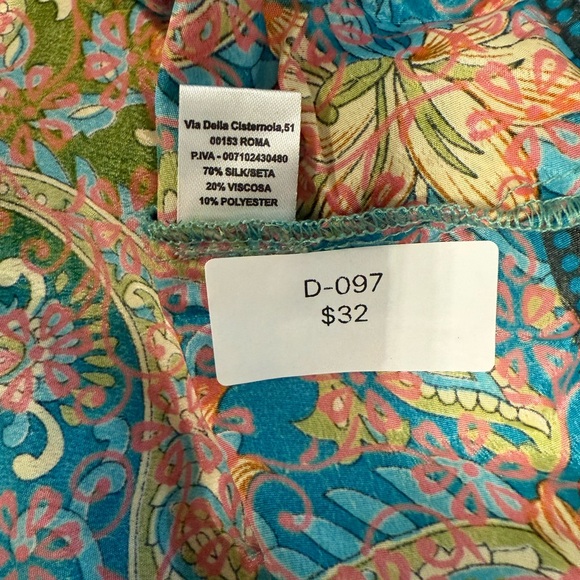 Via Della Cisternola,51
00153 ROMA
P.IVA - 007102430480
70% SILK/SETA
20% VISCOSA
10% POLYESTER
D-097
$32